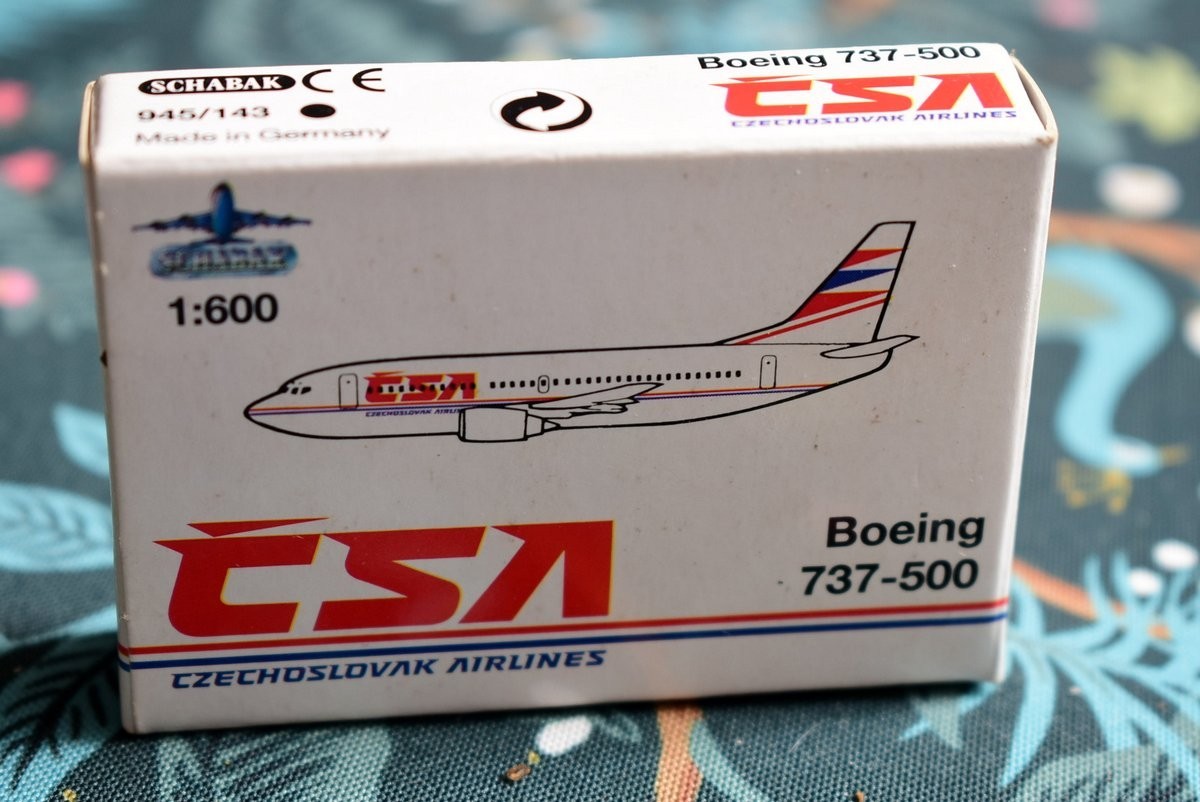 SCHABAK CE
945/143
Made in Germany
Boeing 737-500
ČSA
CZECHOSLOVAK AIRLINES
SCHABAK
1:600
ČSA
CZECHOSLOVAK AIRLINES
ČSA
CZECHOSLOVAK AIRLINES
Boeing
737-500